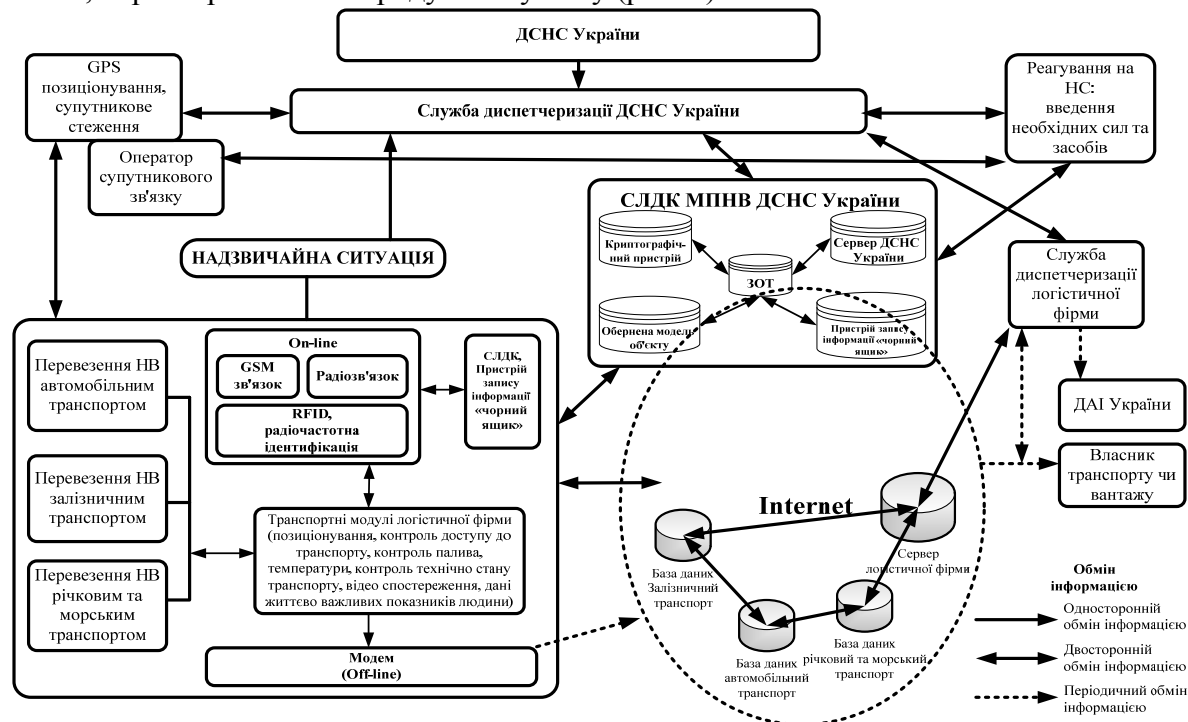 ДСНС України
GPS
позиціонування,
супутникове
стеження
Служба диспетчеризації ДСНС України
Реагування на
НС:
введення
необхідних сил та
засобів
Оператор
супутникового
зв'язку
СЛДК МПНВ ДСНС України
Криптографіч-
ний пристрій
Сервер ДСНС
України
ЗОТ
Обернена модель
об'єкту
Пристрій запису
інформації «чорний
ящик»
НАДЗВИЧАЙНА СИТУАЦІЯ
Служба
диспетчеризації
логістичної
фірми
ДАІ України
Власник
транспорту чи
вантажу
Перевезення НВ
автомобільним
транспортом
Перевезення НВ
залізничним
транспортом
Перевезення НВ
річковим та
морським
транспортом
On-line
GSM
зв'язок
Радіозв'язок
RFID,
радіочастотна
ідентифікація
СЛДК,
Пристрій
запису
інформації
«чорний
ящик»
Транспортні модулі логістичної фірми
(позиціонування, контроль доступу до
транспорту, контроль палива,
температури, контроль технічно стану
транспорту, відео спостереження, дані
життєво важливих показників людини)
Модем
(Off-line)
Internet
База даних
Залізничний
транспорт
Сервер
логістичної фірми
База даних
автомобільний
транспорт
База даних
річковий та морський
транспорт
Обмін
інформацією
Односторонній
обмін інформацією
Двосторонній
обмін інформацією
Періодичний обмін
інформацією